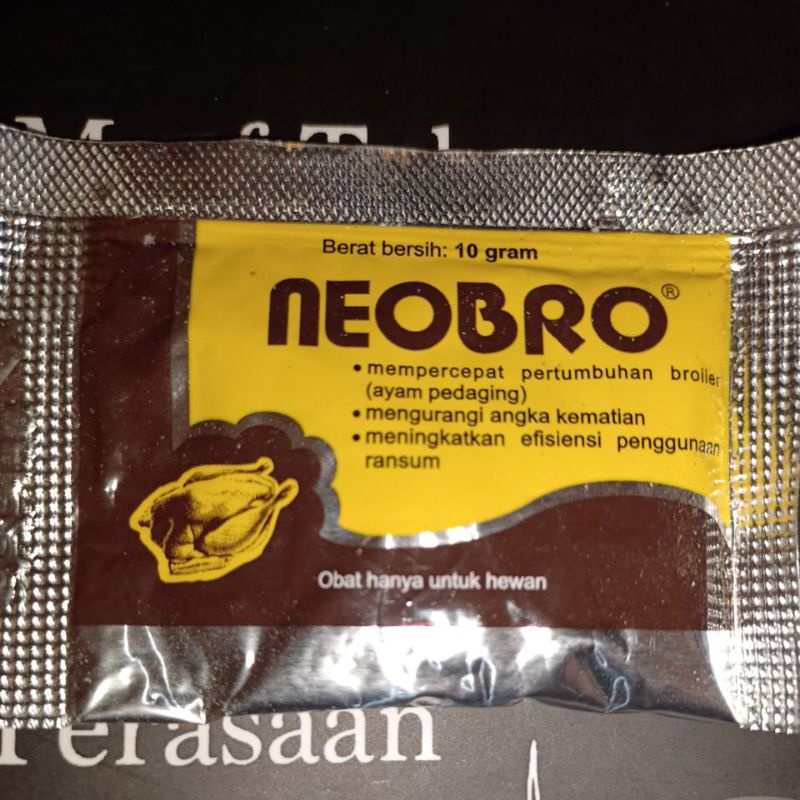 Berat bersih: 10 gram
NEOBRO®
• mempercepat pertumbuhan broiler
(ayam pedaging)
• mengurangi angka kematian
• meningkatkan efisiensi penggunaan
ransum
Obat hanya untuk hewan
Perasaan